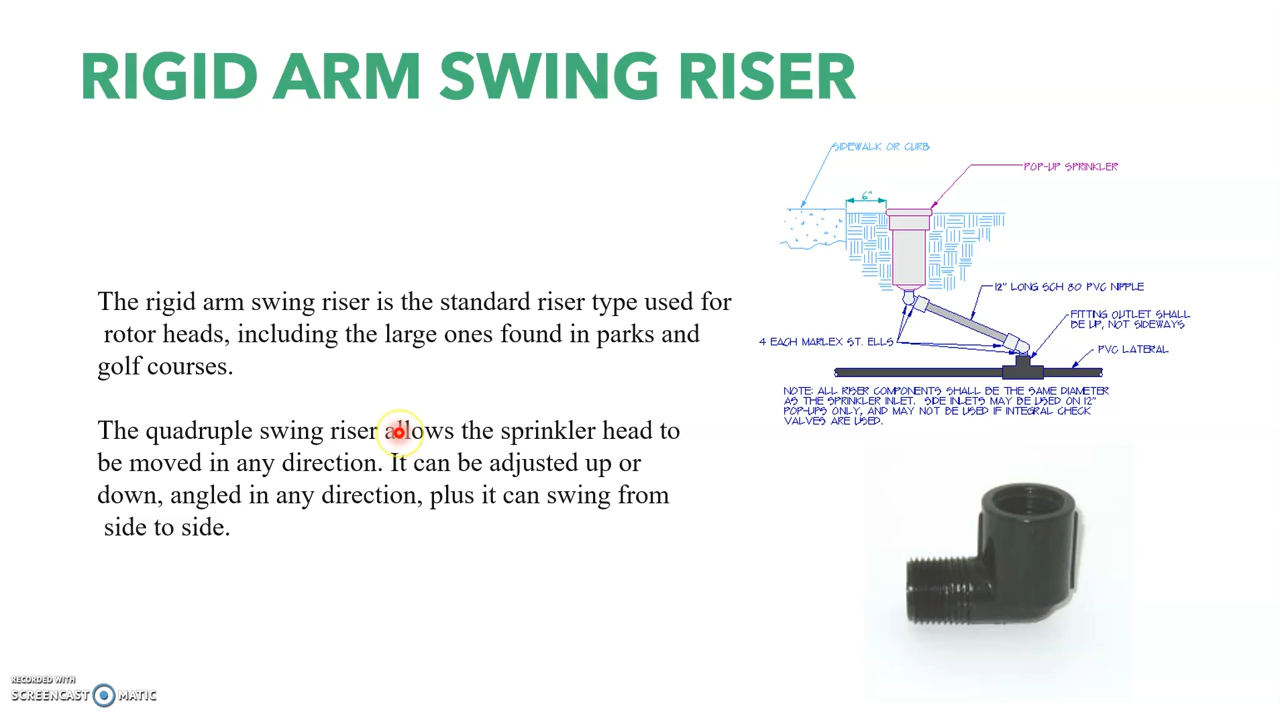 RIGID ARM SWING RISER
SIDEWALK OR CURB
POP-UP SPRINKLER
6"
12" LONG SCH 80 PVC NIPPLE
FITTING OUTLET SHALL
BE UP, NOT SIDEWAYS
4 EACH MARLEX ST. ELLS
PVC LATERAL
NOTE: ALL RISER COMPONENTS SHALL BE THE SAME DIAMETER
AS THE SPRINKLER INLET. SIDE INLETS MAY BE USED ON 12"
POP-UPS ONLY, AND MAY NOT BE USED IF INTEGRAL CHECK
VALVES ARE USED.
The rigid arm swing riser is the standard riser type used for
rotor heads, including the large ones found in parks and
golf courses.
The quadruple swing riser allows the sprinkler head to
be moved in any direction. It can be adjusted up or
down, angled in any direction, plus it can swing from
side to side.
RECORDED WITH
SCREENCAST MATIC